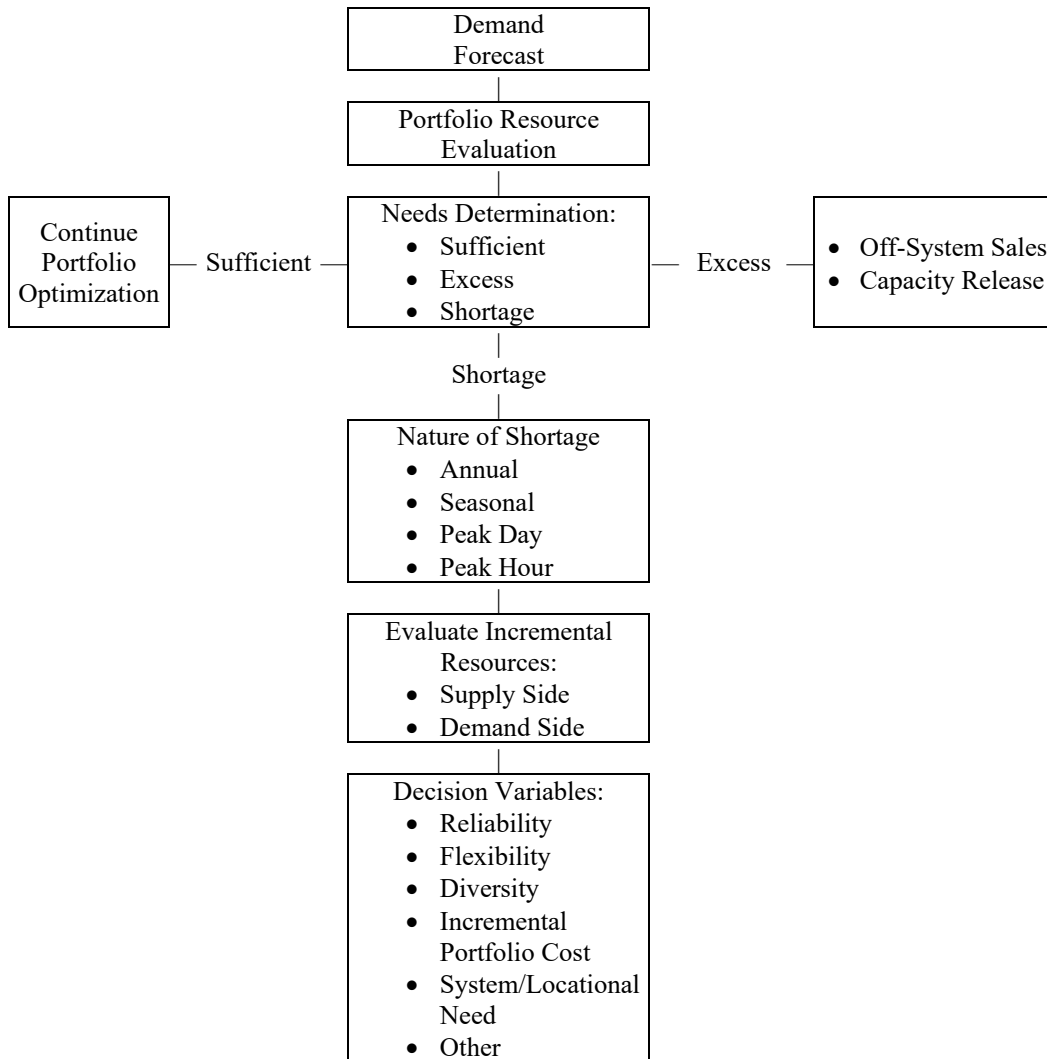 Demand
Forecast
Portfolio Resource
Evaluation
Needs Determination:
• Sufficient
• Excess
• Shortage
Continue
Portfolio
Optimization
Sufficient
Excess
• Off-System Sales
• Capacity Release
Shortage
Nature of Shortage
• Annual
• Seasonal
• Peak Day
• Peak Hour
Evaluate Incremental
Resources:
• Supply Side
• Demand Side
Decision Variables:
• Reliability
• Flexibility
• Diversity
• Incremental
Portfolio Cost
• System/Locational
Need
• Other